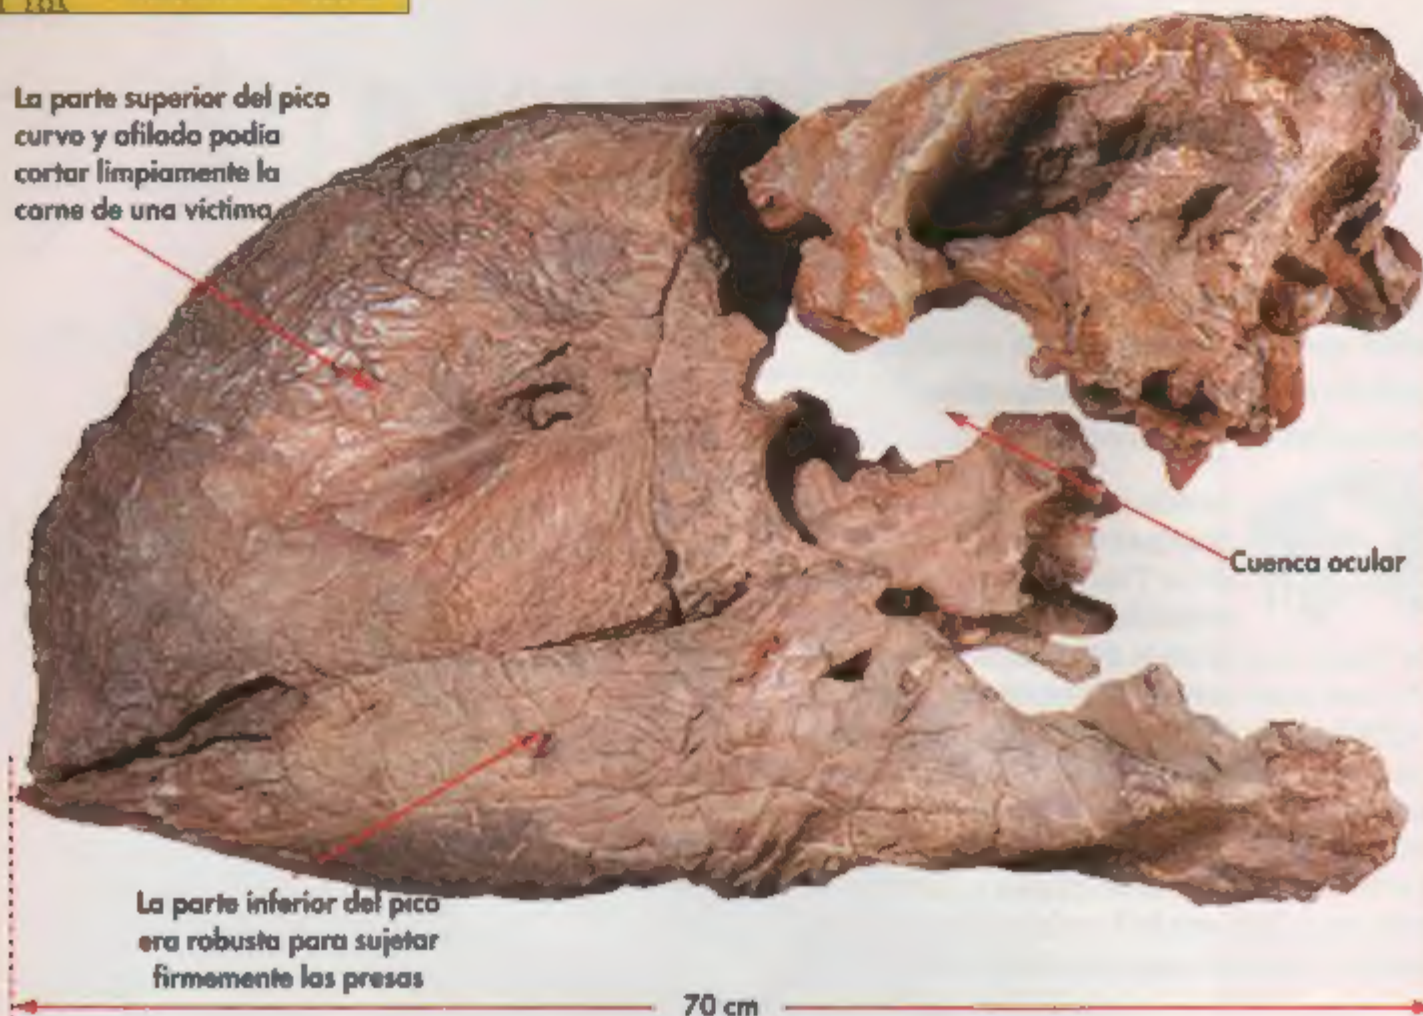 La parte superior del pico
curvo y afilado podía
cortar limpiamente la
carne de una víctima
Cuenca ocular
La parte inferior del pico
era robusta para sujetar
firmemente las presas
70 cm